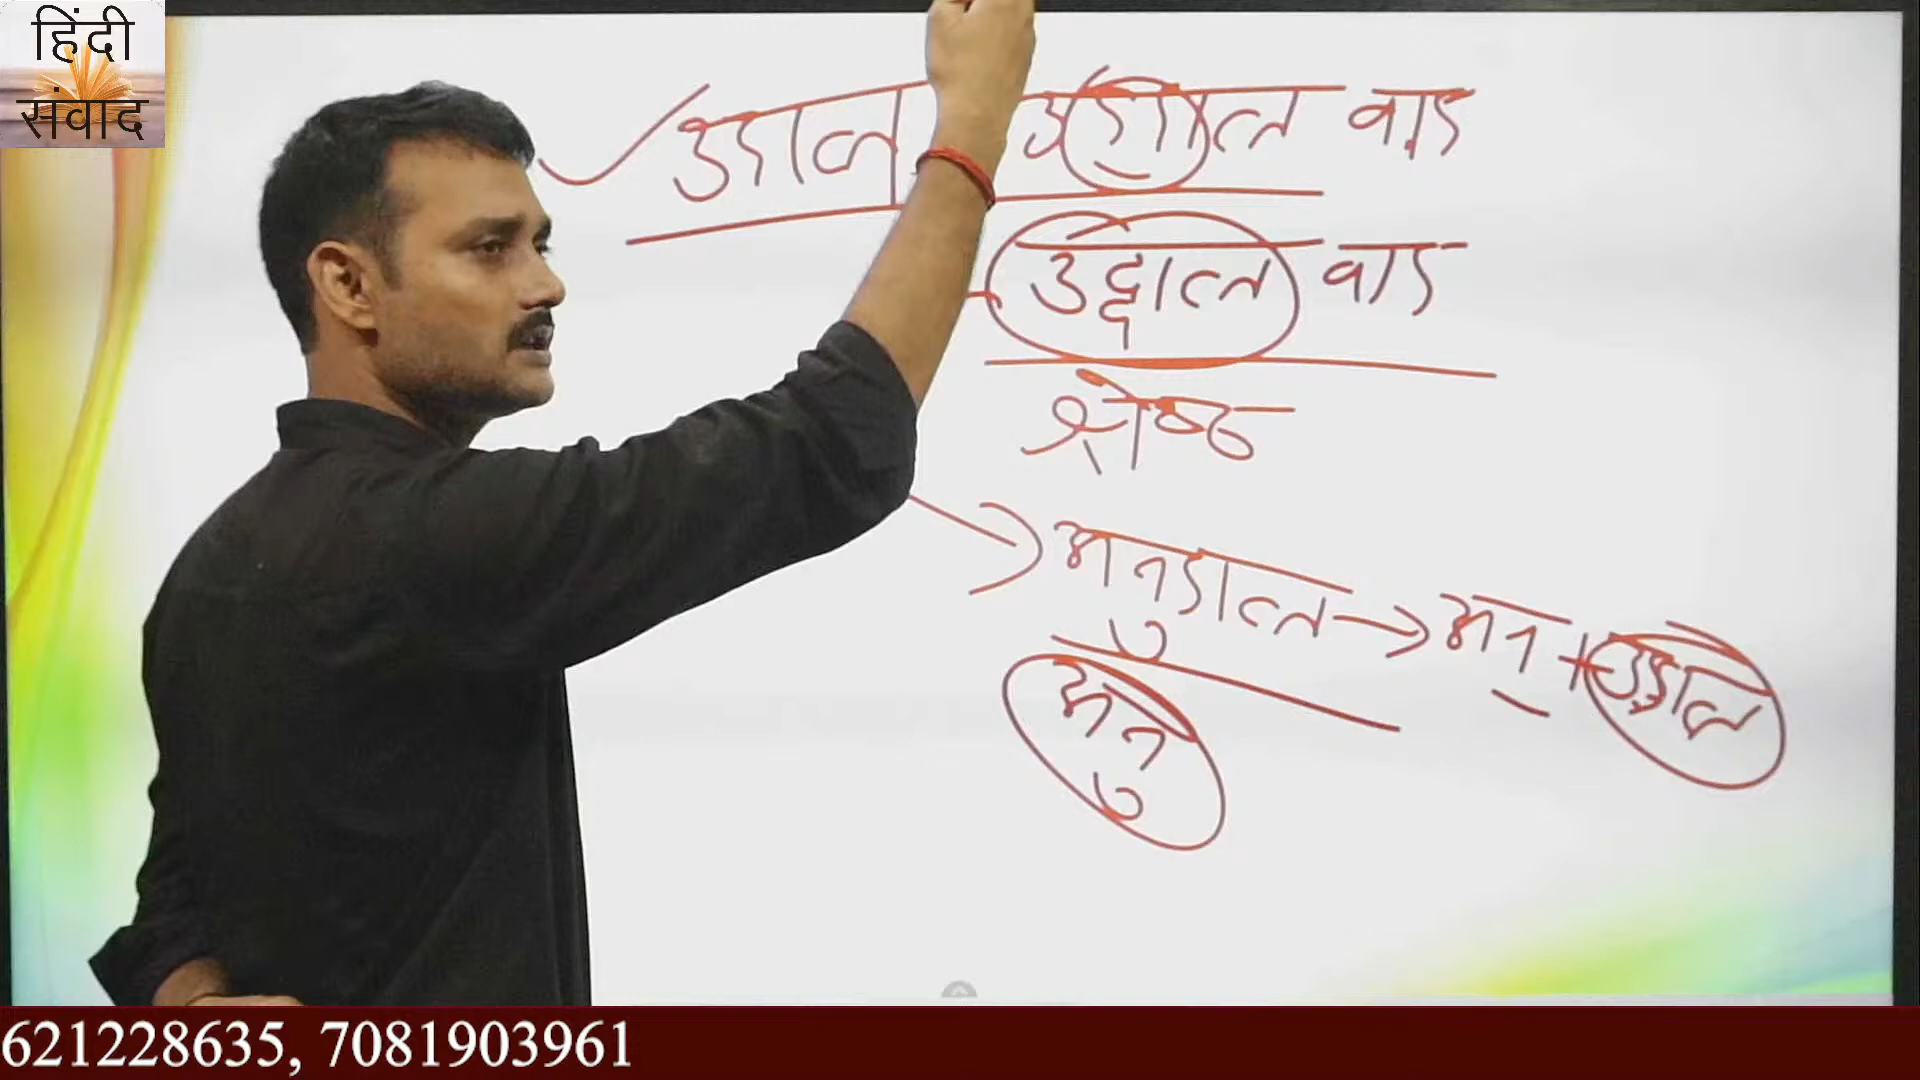 हिंदी
संवाद
उदात्त उदात्त वाद
उद्दात्त वाद
श्रेष्ठ
मनुदात्त → मन + उदात्त
मनु
621228635, 7081903961